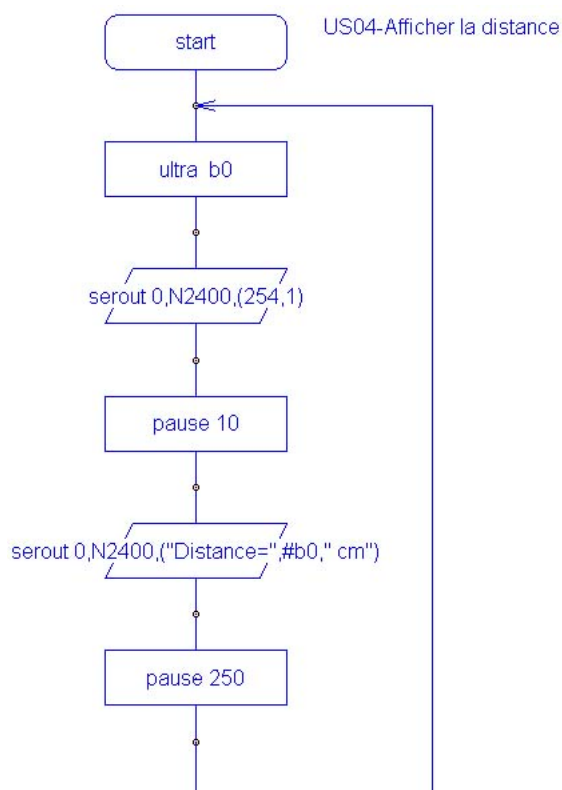 US04-Afficher la distance
start
ultra b0
serout 0,N2400,(254,1)
pause 10
serout 0,N2400,("Distance=",#b0," cm")
pause 250